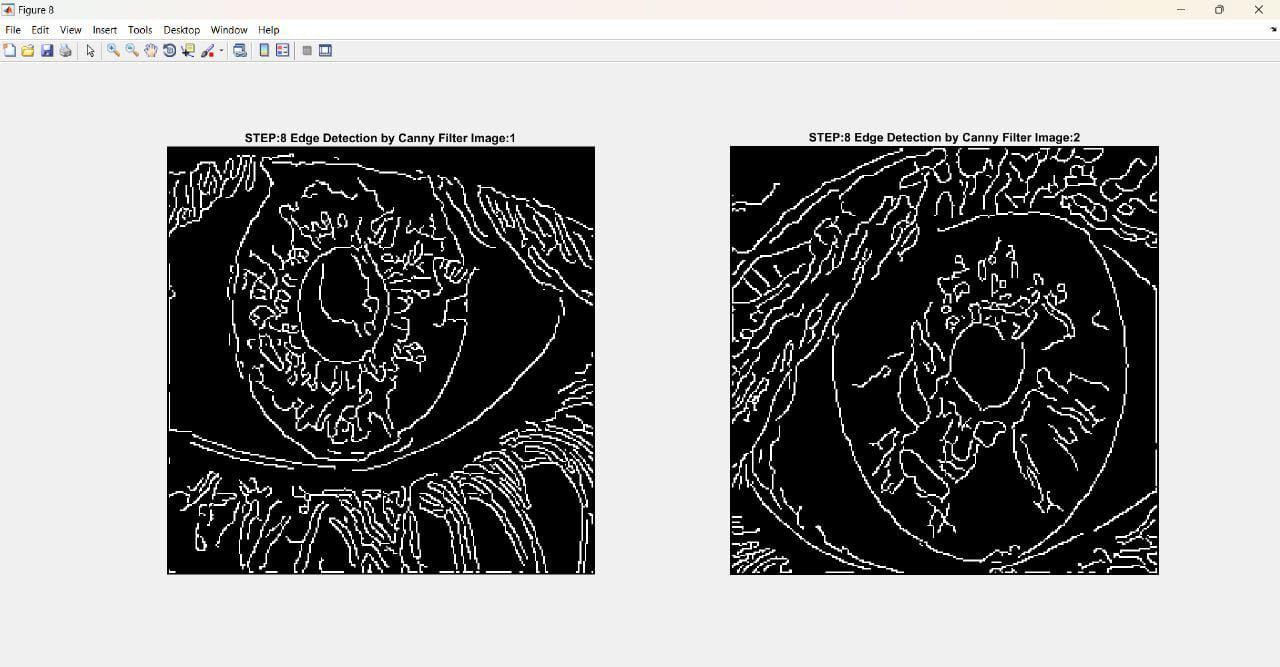 Figure 8
File Edit View Insert Tools Desktop Window Help
STEP:8 Edge Detection by Canny Filter Image:1
STEP:8 Edge Detection by Canny Filter Image:2